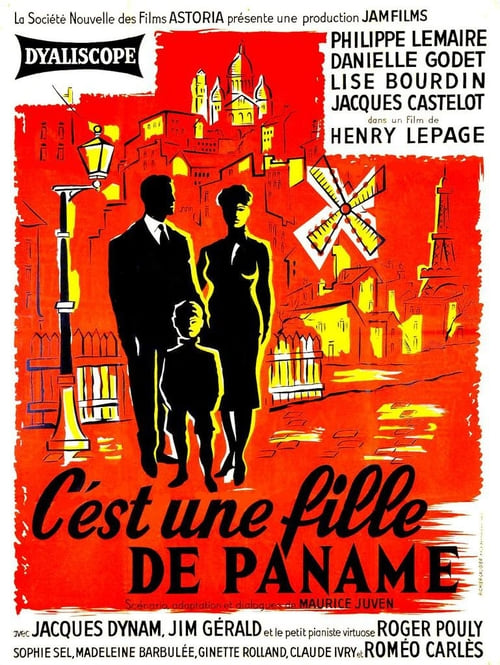 La Société Nouvelle des Films ASTORIA présente une production JAMFILMS
DYALISCOPE
PHILIPPE LEMAIRE
DANIELLE GODET
LISE BOURDIN
JACQUES CASTELOT
dans un film de
HENRY LEPAGE
C'est une fille
DE PANAME
Scénario, adaptation et dialogues de MAURICE JUVEN
avec JACQUES DYNAM, JIM GÉRALD et le petit pianiste virtuose ROGER POULY
SOPHIE SEL, MADELEINE BARBULÉE, GINETTE ROLLAND, CLAUDE IVRY et ROMÉO CARLÈS